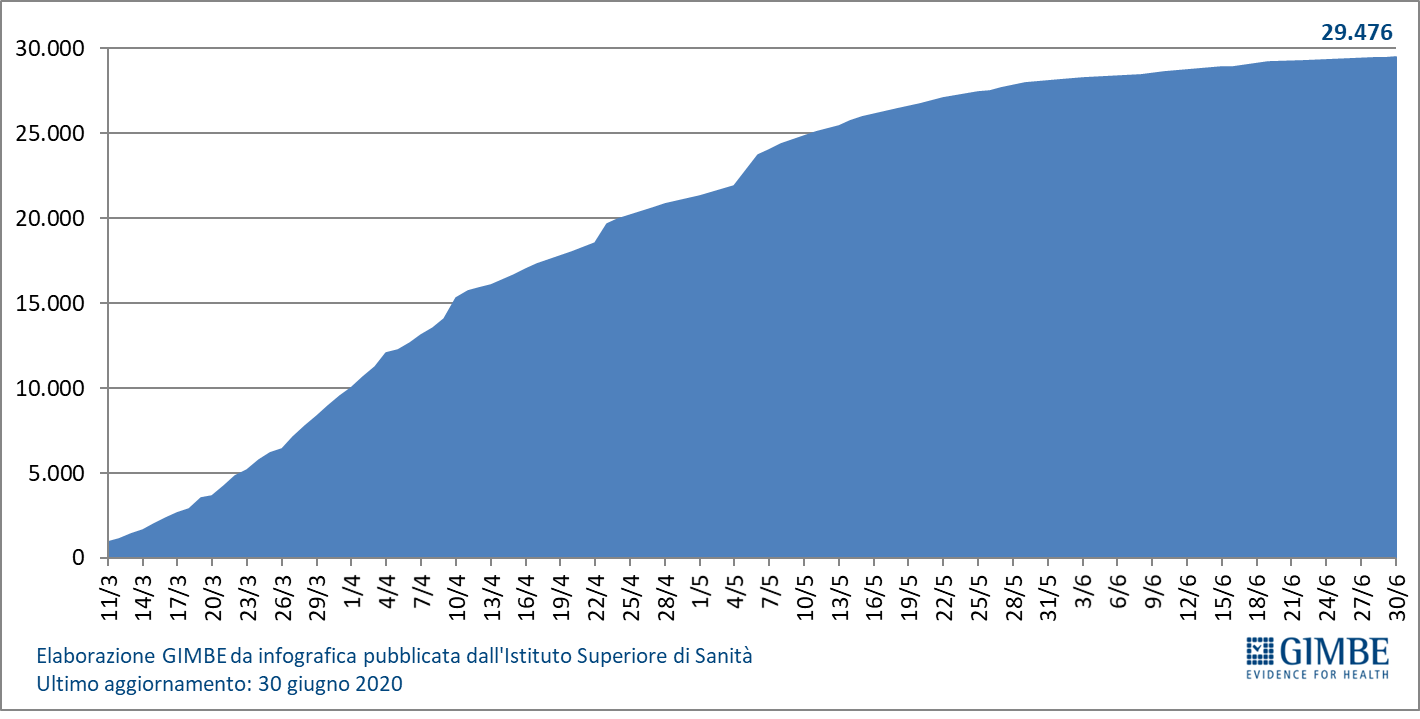 29.476
30.000
25.000
20.000
15.000
10.000
5.000
0
11/3 14/3 17/3 20/3 23/3 26/3 29/3 1/4 4/4 7/4 10/4 13/4 16/4 19/4 22/4 25/4 28/4 1/5 4/5 7/5 10/5 13/5 16/5 19/5 22/5 25/5 28/5 31/5 3/6 6/6 9/6 12/6 15/6 18/6 21/6 24/6 27/6 30/6
Elaborazione GIMBE da infografica pubblicata dall'Istituto Superiore di Sanità
Ultimo aggiornamento: 30 giugno 2020
GIMBE
EVIDENCE FOR HEALTH